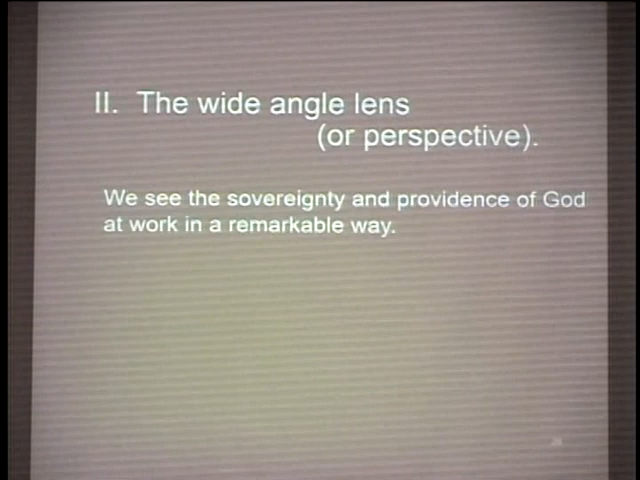 II. The wide angle lens
(or perspective).
We see the sovereignty and providence of God
at work in a remarkable way.